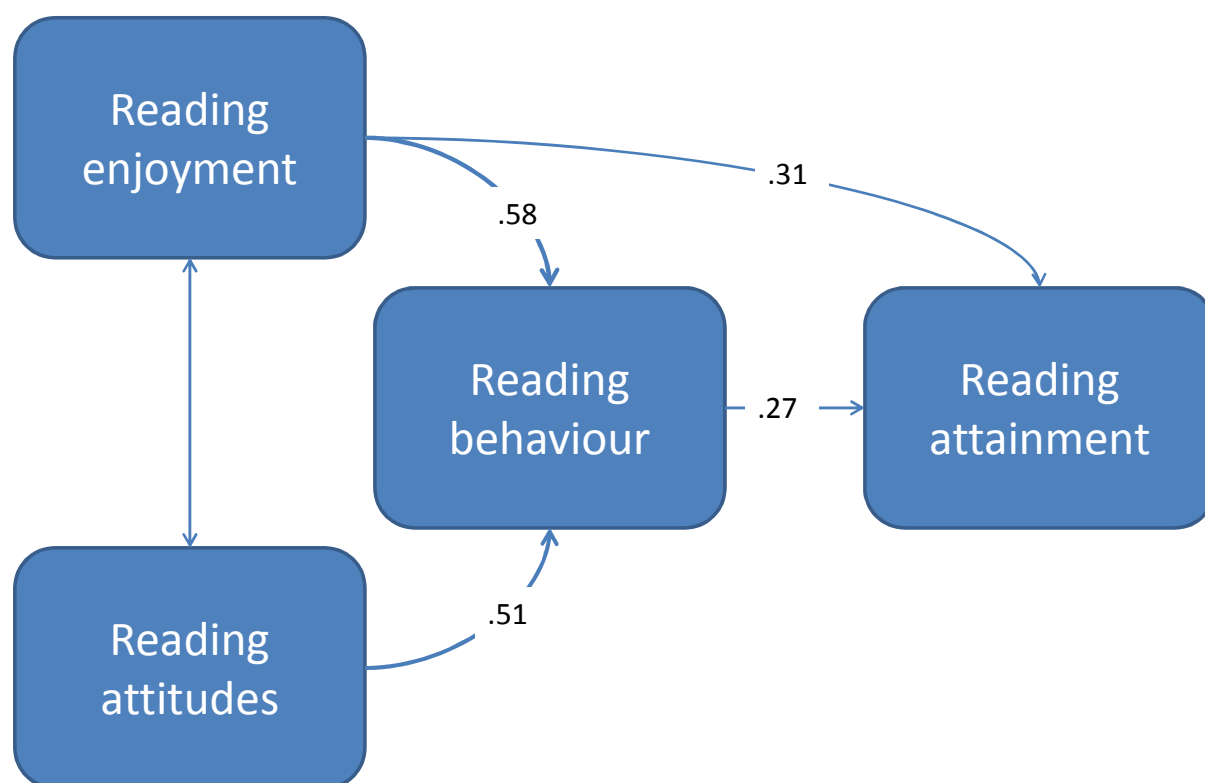 Reading
enjoyment
.31
.58
Reading
behaviour
.27
Reading
attainment
.51
Reading
attitudes